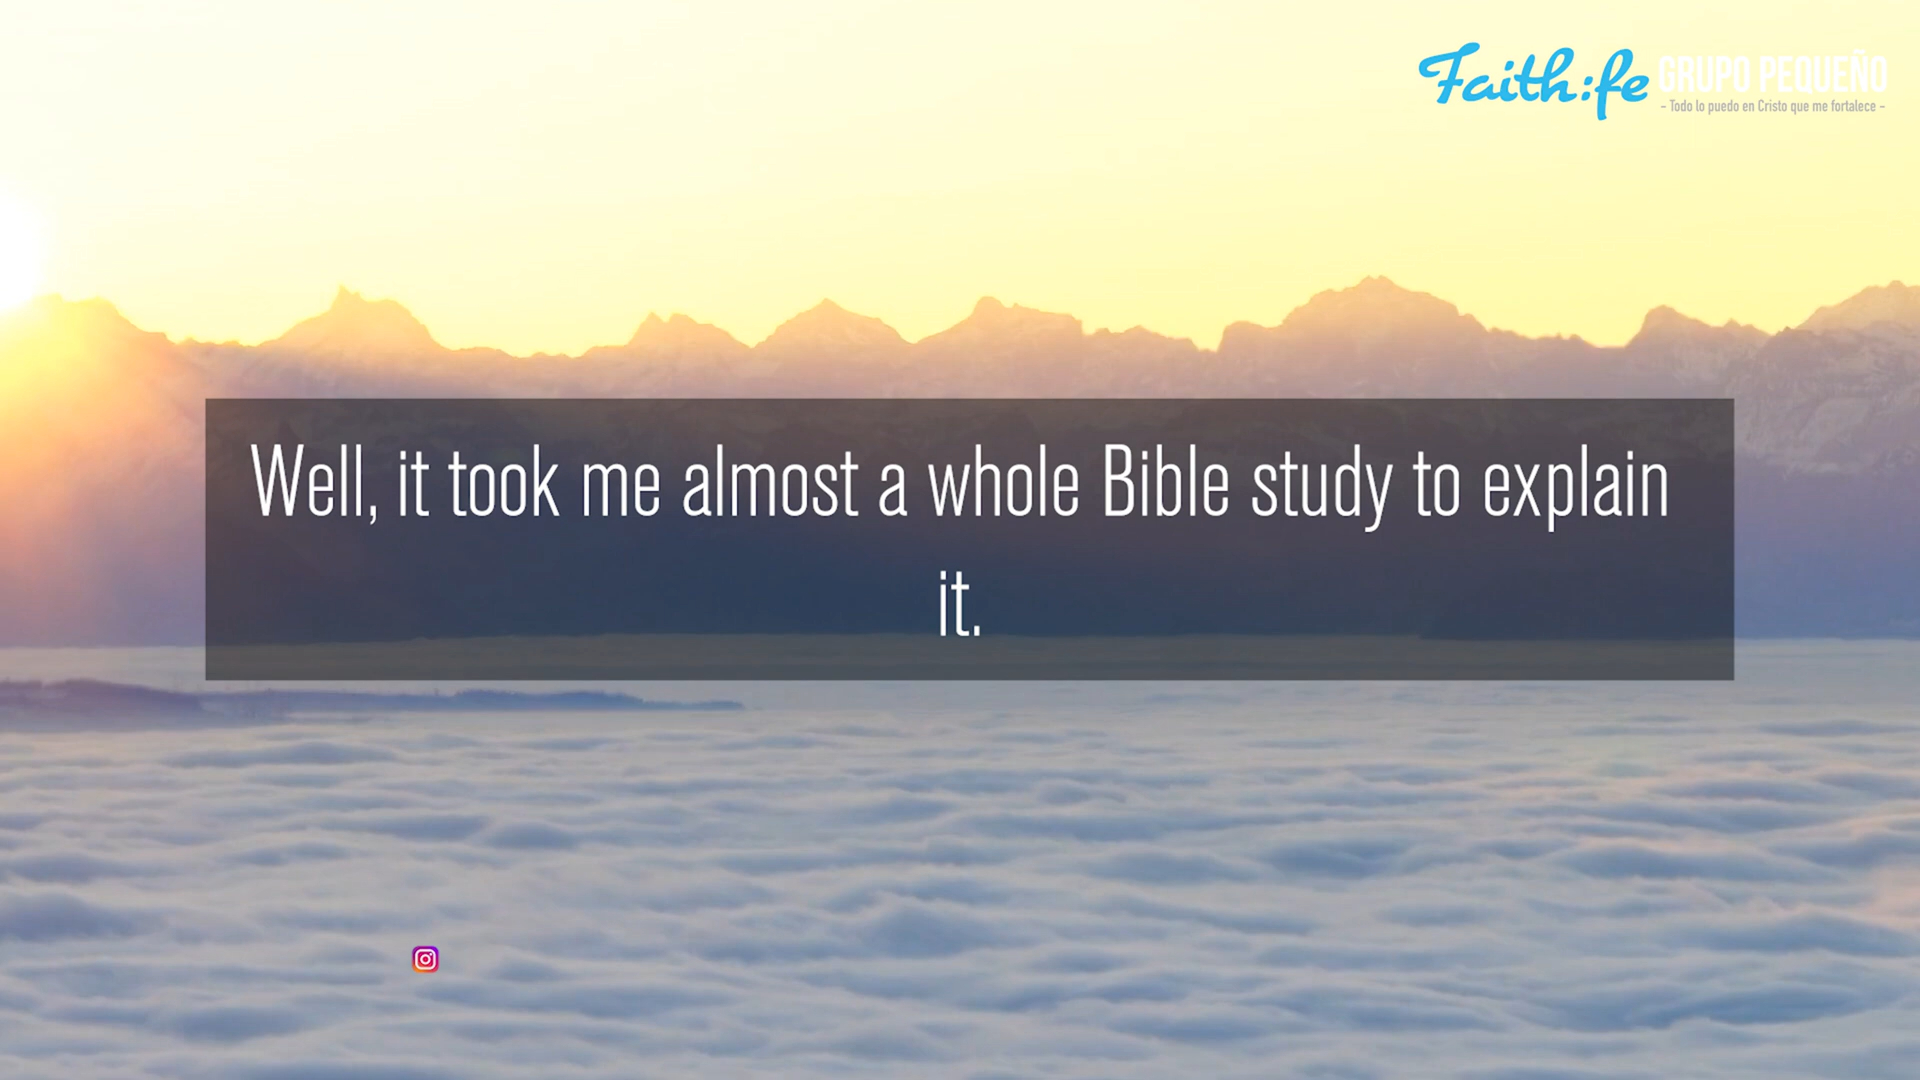 Faith:fe GRUPO PEQUEÑO
- Todo lo puedo en Cristo que me fortalece -
Well, it took me almost a whole Bible study to explain
it.